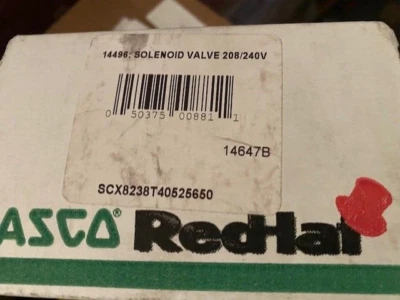 14496: SOLENOID VALVE 208/240V
0 50375 00881 1
14647B
SCX8238T40525650
ASCO® RedHat